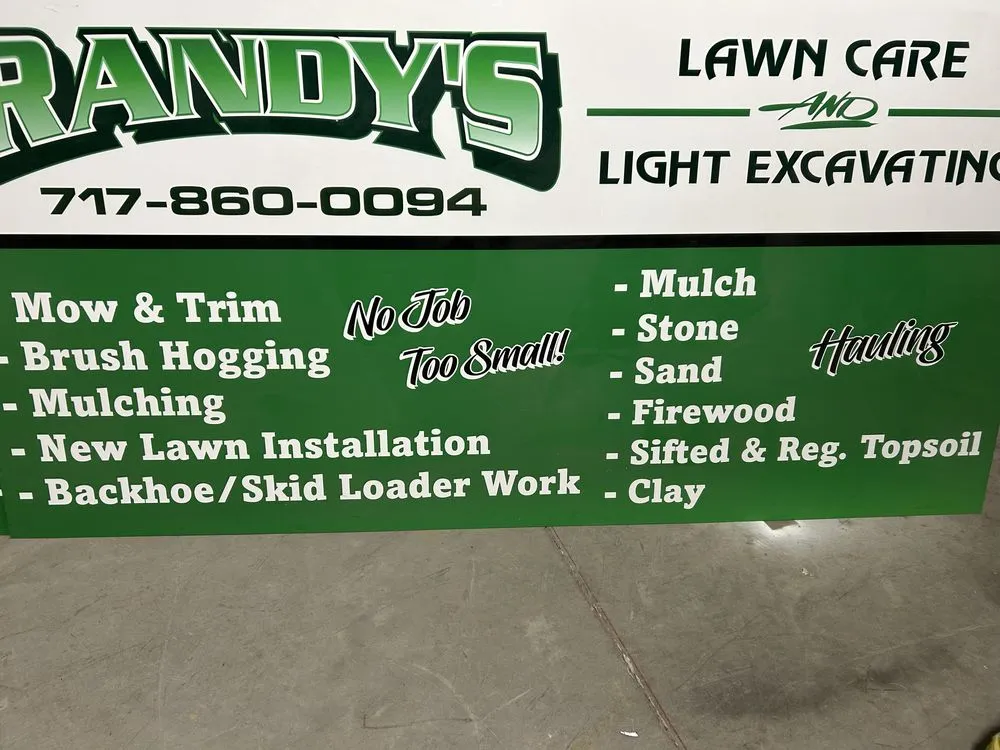 RANDY'S
717-860-0094
LAWN CARE
AND
LIGHT EXCAVATING
Mow & Trim
- Brush Hogging
- Mulching
- New Lawn Installation
- - Backhoe/Skid Loader Work
No Job
Too Small!
- Mulch
- Stone
- Sand
- Firewood
- Sifted & Reg. Topsoil
- Clay
Hauling